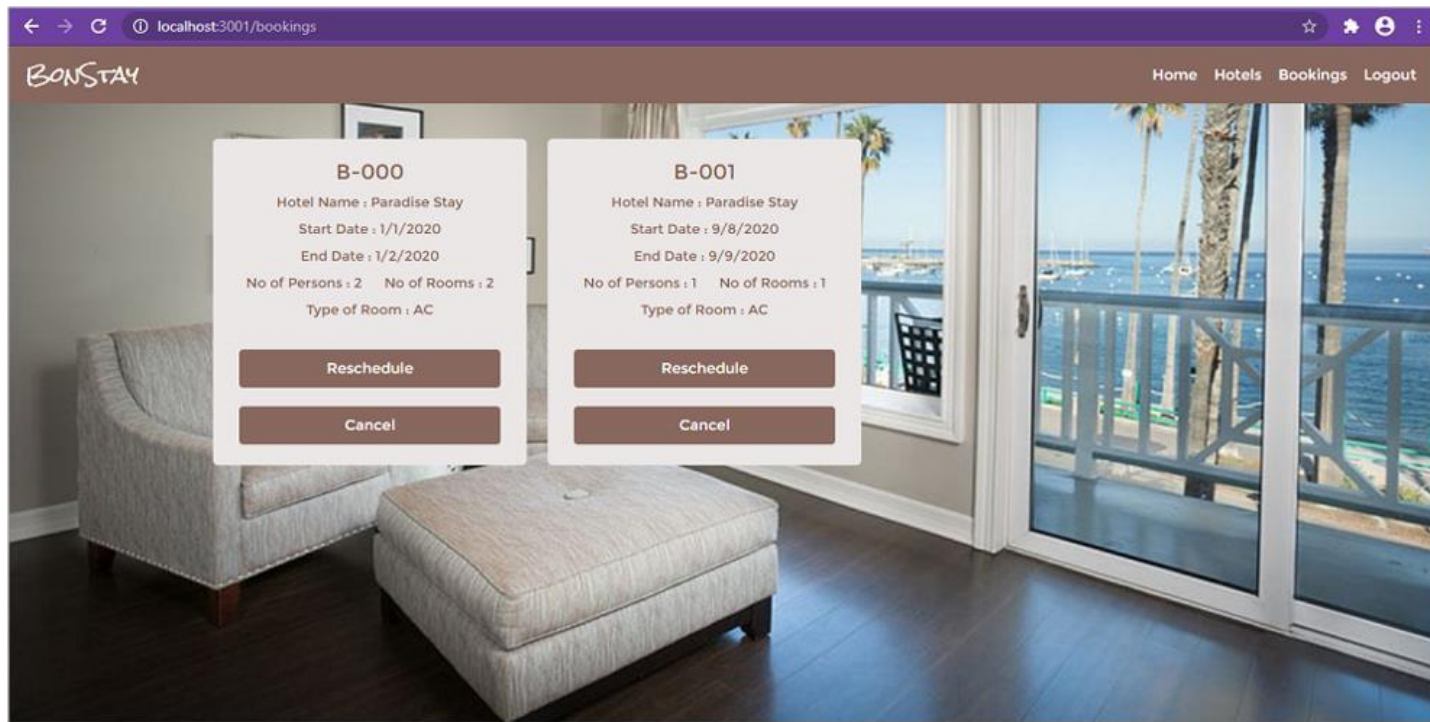 localhost:3001/bookings
BONSTAY
Home Hotels Bookings Logout
B-000
Hotel Name : Paradise Stay
Start Date : 1/1/2020
End Date : 1/2/2020
No of Persons : 2 No of Rooms : 2
Type of Room : AC
Reschedule
Cancel
B-001
Hotel Name : Paradise Stay
Start Date : 9/8/2020
End Date : 9/9/2020
No of Persons : 1 No of Rooms : 1
Type of Room : AC
Reschedule
Cancel